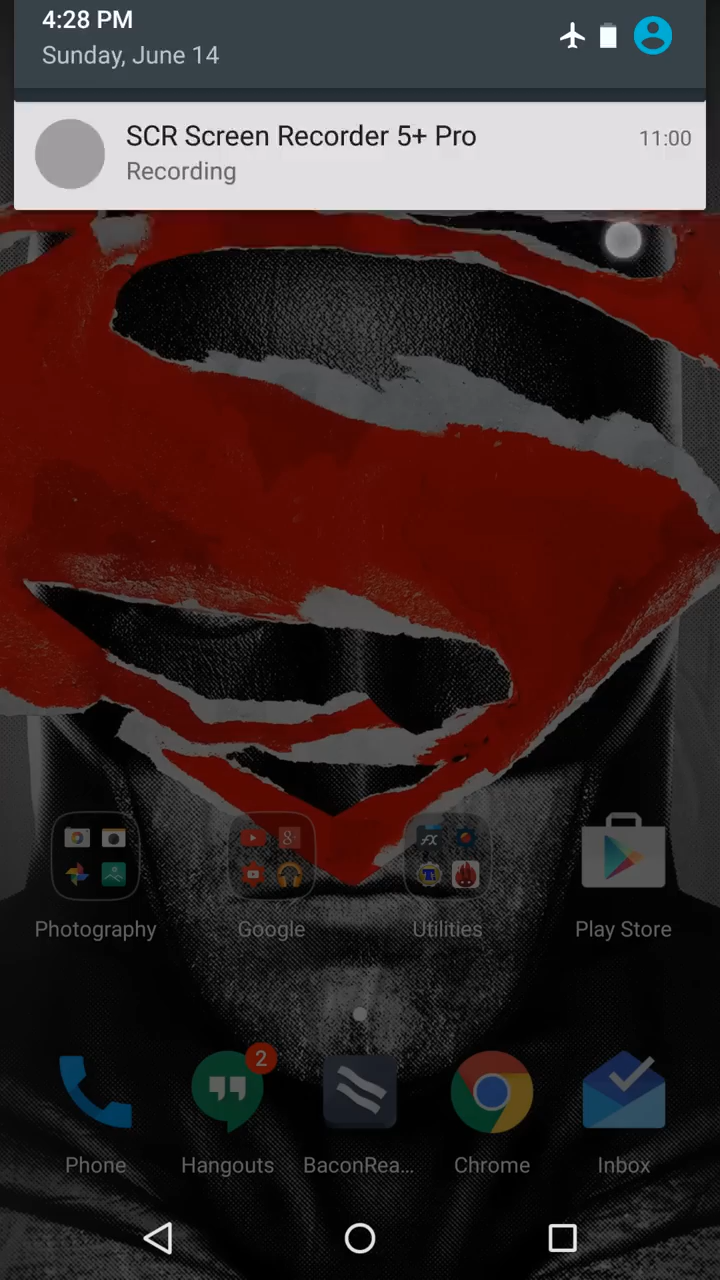 4:28 PM
Sunday, June 14
SCR Screen Recorder 5+ Pro 11:00
Recording
Photography Google Utilities Play Store
2
Phone Hangouts BaconRea... Chrome Inbox